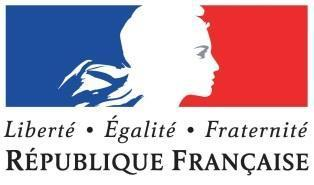 Liberté • Égalité • Fraternité
RÉPUBLIQUE FRANÇAISE